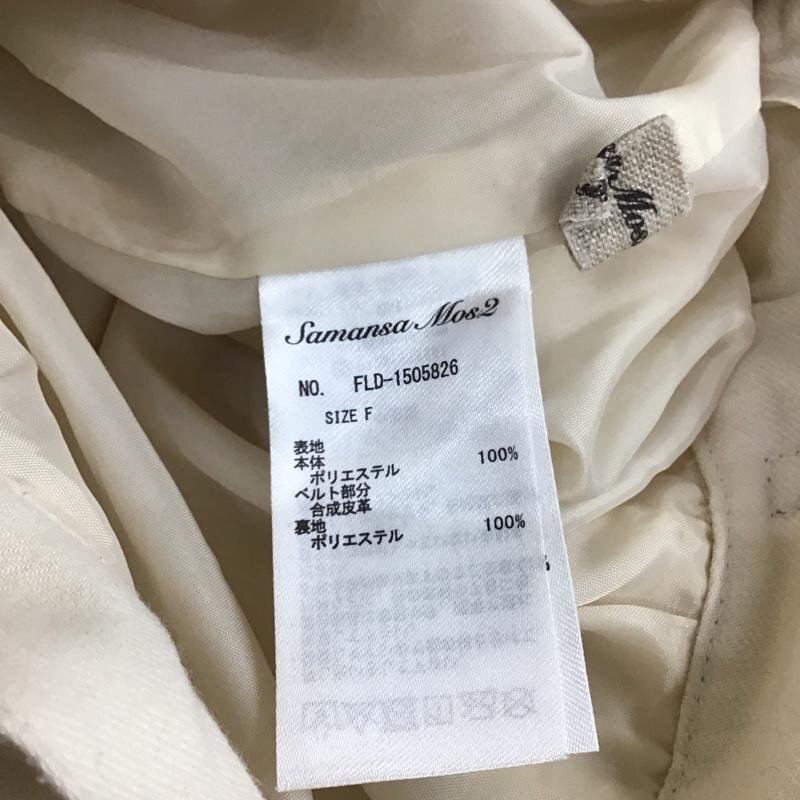 Mos
Samansa Mos2
NO. FLD-1505826
SIZE F
表地
本体
ポリエステル 100%
ベルト部分
合成皮革
裏地
ポリエステル 100%
%